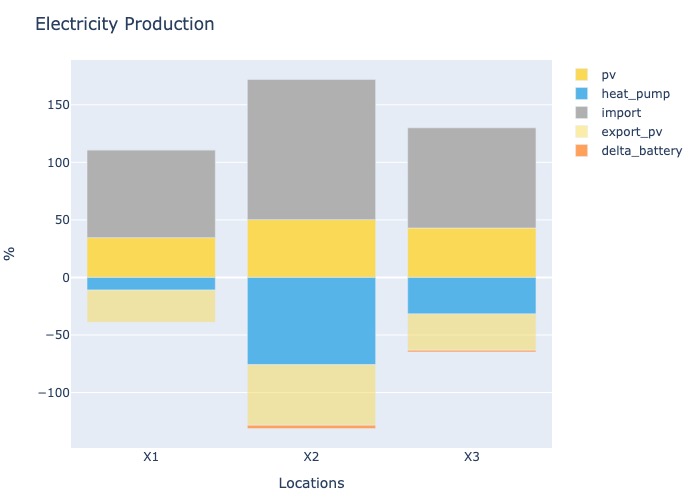 Electricity Production
pv
heat_pump
import
export_pv
delta_battery
150
100
50
0
−50
−100
%
X1 X2 X3
Locations